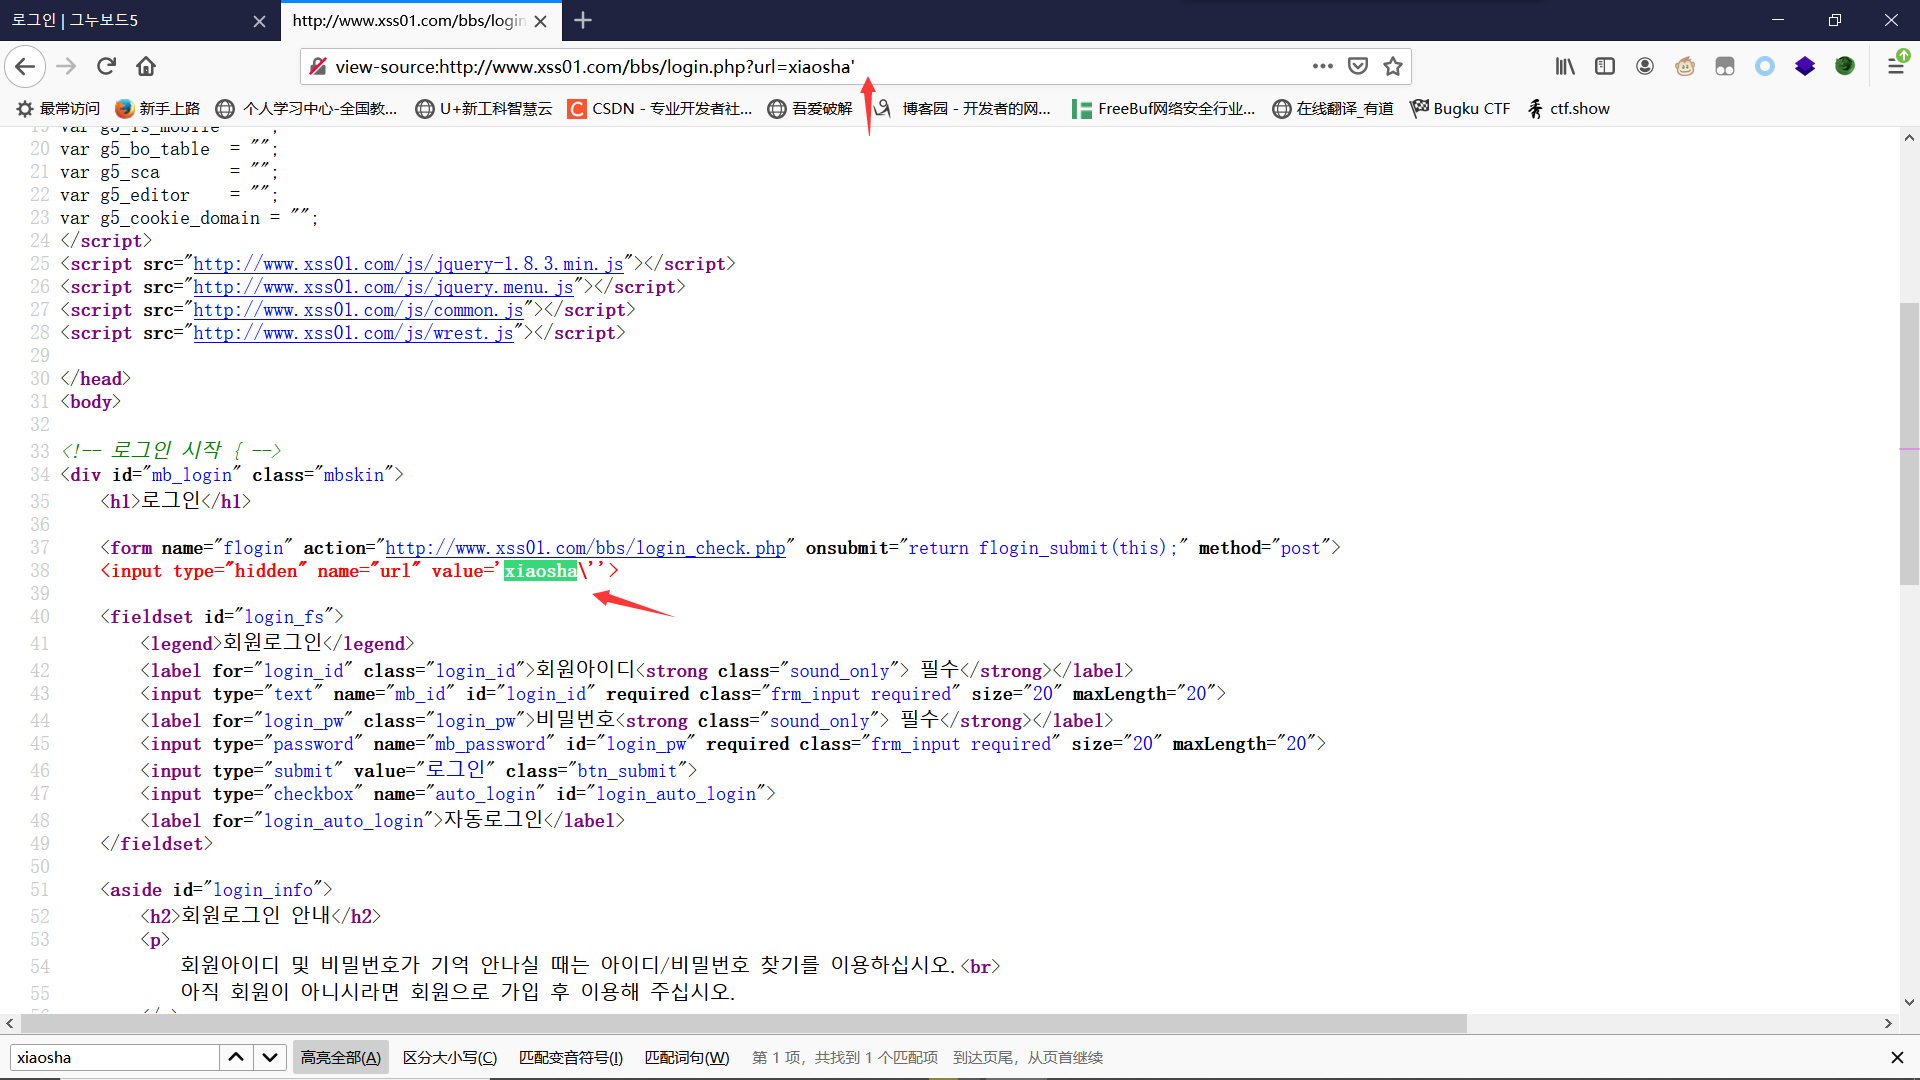 로그인 | 그누보드5
http://www.xss01.com/bbs/login
view-source:http://www.xss01.com/bbs/login.php?url=xiaosha'
最常访问 新手上路 个人学习中心-全国教... U+新工科智慧云 CSDN - 专业开发者社... 吾爱破解 博客园 - 开发者的网... FreeBuf网络安全行业... 在线翻译_有道 Bugku CTF ctf.show
19 var g5_is_mobile = "";
20 var g5_bo_table = "";
21 var g5_sca = "";
22 var g5_editor = "";
23 var g5_cookie_domain = "";
24 </script>
25 <script src="http://www.xss01.com/js/jquery-1.8.3.min.js"></script>
26 <script src="http://www.xss01.com/js/jquery.menu.js"></script>
27 <script src="http://www.xss01.com/js/common.js"></script>
28 <script src="http://www.xss01.com/js/wrest.js"></script>
29
30 </head>
31 <body>
32
33 <!-- 로그인 시작 { -->
34 <div id="mb_login" class="mbskin">
35 <h1>로그인</h1>
36
37 <form name="flogin" action="http://www.xss01.com/bbs/login_check.php" onsubmit="return flogin_submit(this);" method="post">
38 <input type="hidden" name="url" value='xiaosha\''>
39
40 <fieldset id="login_fs">
41 <legend>회원로그인</legend>
42 <label for="login_id" class="login_id">회원아이디<strong class="sound_only"> 필수</strong></label>
43 <input type="text" name="mb_id" id="login_id" required class="frm_input required" size="20" maxLength="20">
44 <label for="login_pw" class="login_pw">비밀번호<strong class="sound_only"> 필수</strong></label>
45 <input type="password" name="mb_password" id="login_pw" required class="frm_input required" size="20" maxLength="20">
46 <input type="submit" value="로그인" class="btn_submit">
47 <input type="checkbox" name="auto_login" id="login_auto_login">
48 <label for="login_auto_login">자동로그인</label>
49 </fieldset>
50
51 <aside id="login_info">
52 <h2>회원로그인 안내</h2>
53 <p>
54 회원아이디 및 비밀번호가 기억 안나실 때는 아이디/비밀번호 찾기를 이용하십시오.<br>
55 아직 회원이 아니시라면 회원으로 가입 후 이용해 주십시오.
xiaosha 高亮全部(A) 区分大小写(C) 匹配变音符号(I) 匹配词句(W) 第 1 项，共找到 1 个匹配项 到达页尾，从页首继续